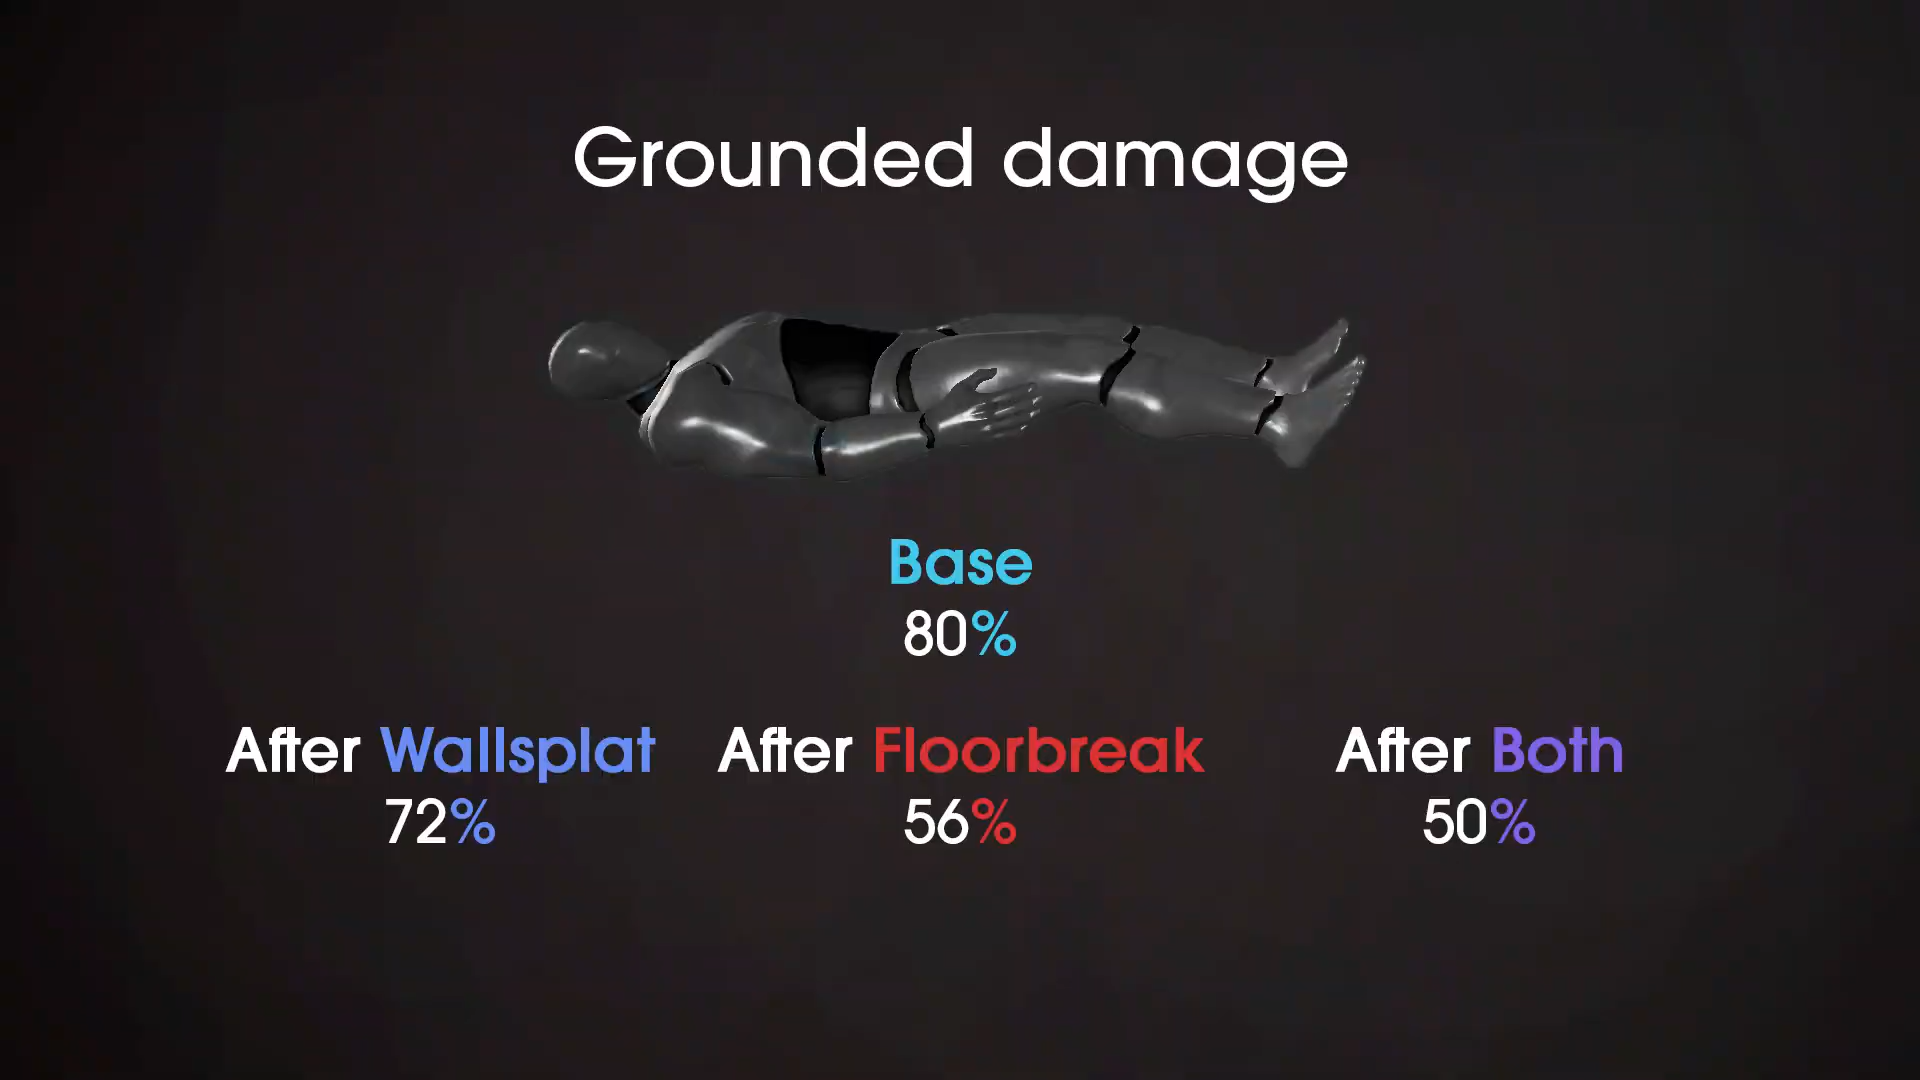 Grounded damage
Base
80%
After Wallsplat
72%
After Floorbreak
56%
After Both
50%